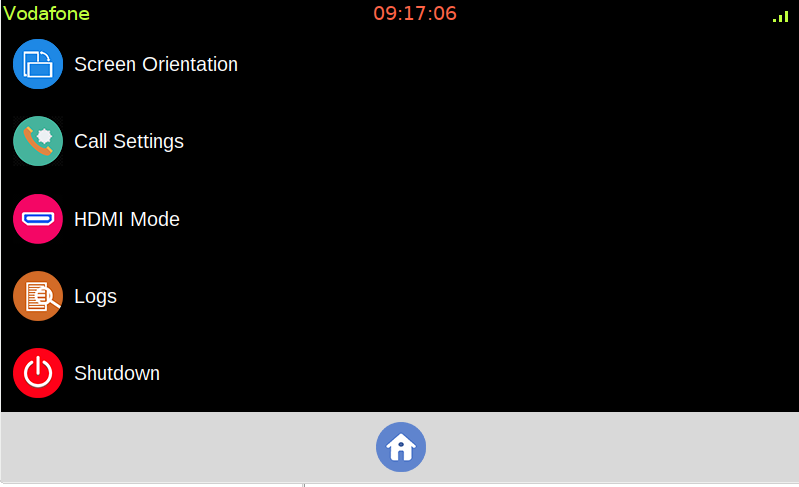 Vodafone 09:17:06
Screen Orientation
Call Settings
HDMI Mode
Logs
Shutdown